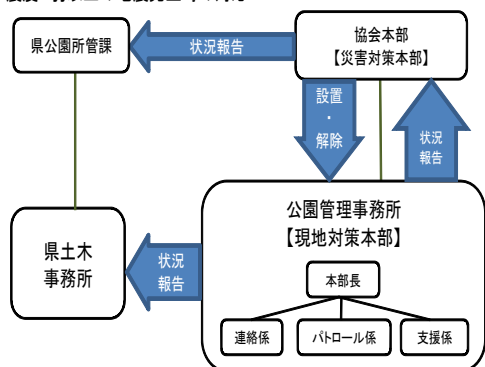 県公園所管課
状況報告
協会本部
【災害対策本部】
設置
・
解除
状況
報告
公園管理事務所
【現地対策本部】
県土木
事務所
状況
報告
本部長
連絡係
パトロール係
支援係